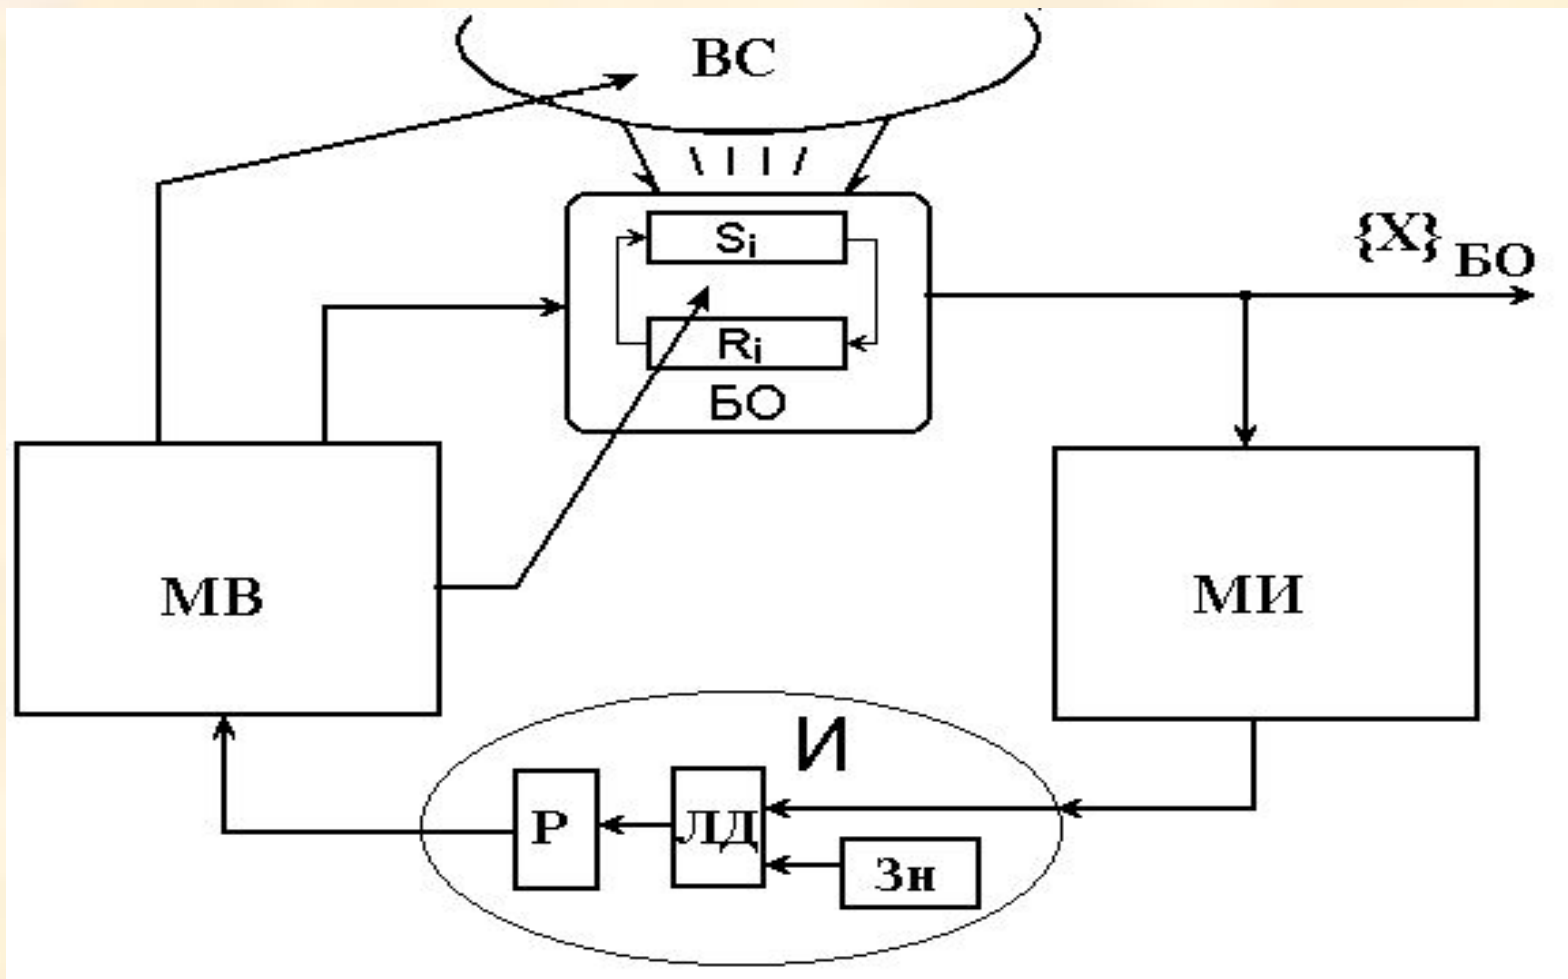 ВС
Si
{X} БО
Ri
БО
МВ
МИ
И
Р
ЛД
Зн